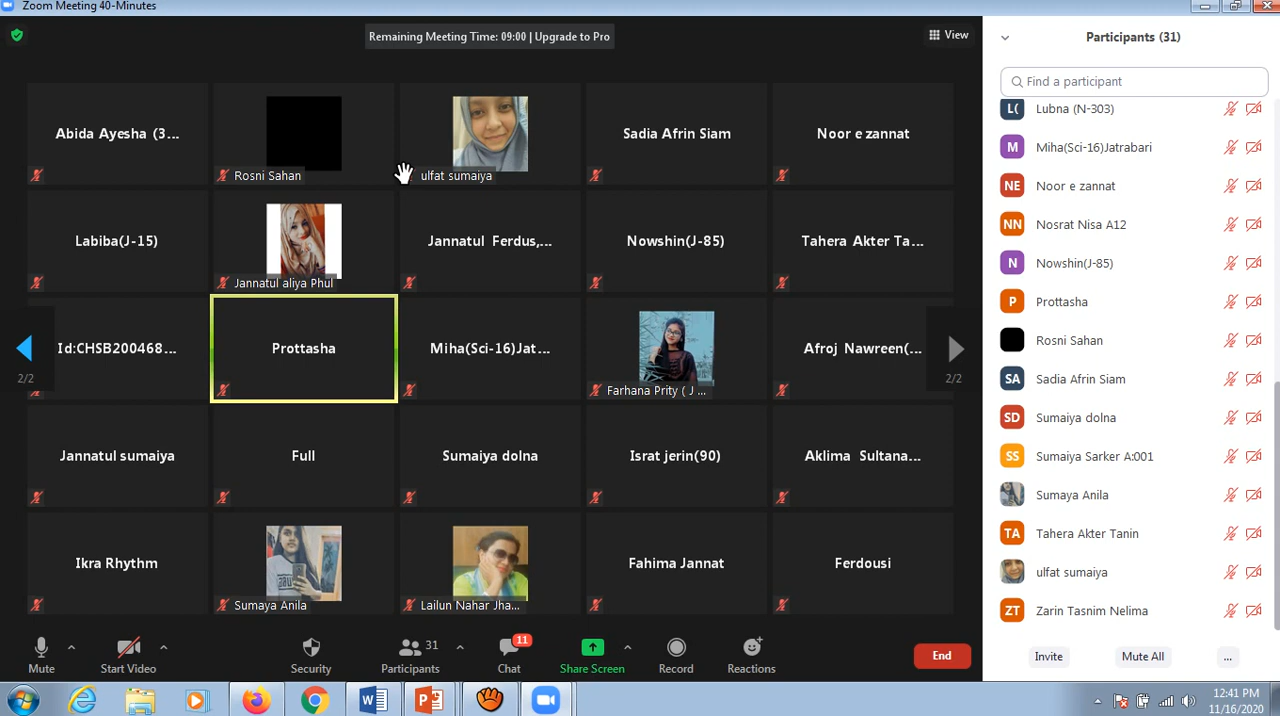 Zoom Meeting 40-Minutes
Remaining Meeting Time: 09:00 | Upgrade to Pro
View
Abida Ayesha (3...
Rosni Sahan
ulfat sumaiya
Sadia Afrin Siam
Noor e zannat
Labiba(J-15)
Jannatul aliya Phul
Jannatul Ferdus,...
Nowshin(J-85)
Tahera Akter Ta...
2/2
Id:CHSB200468...
Prottasha
Miha(Sci-16)Jat...
Farhana Prity ( J ...
Afroj Nawreen(...
2/2
Jannatul sumaiya
Full
Sumaiya dolna
Israt jerin(90)
Aklima Sultana...
Ikra Rhythm
Sumaya Anila
Lailun Nahar Jha...
Fahima Jannat
Ferdousi
Mute
Start Video
Security
31
Participants
11
Chat
Share Screen
Record
Reactions
End
Participants (31)
Find a participant
L( Lubna (N-303)
M Miha(Sci-16)Jatrabari
NE Noor e zannat
NN Nosrat Nisa A12
N Nowshin(J-85)
P Prottasha
Rosni Sahan
SA Sadia Afrin Siam
SD Sumaiya dolna
SS Sumaiya Sarker A:001
Sumaya Anila
TA Tahera Akter Tanin
ulfat sumaiya
ZT Zarin Tasnim Nelima
Invite
Mute All
...
12:41 PM
11/16/2020